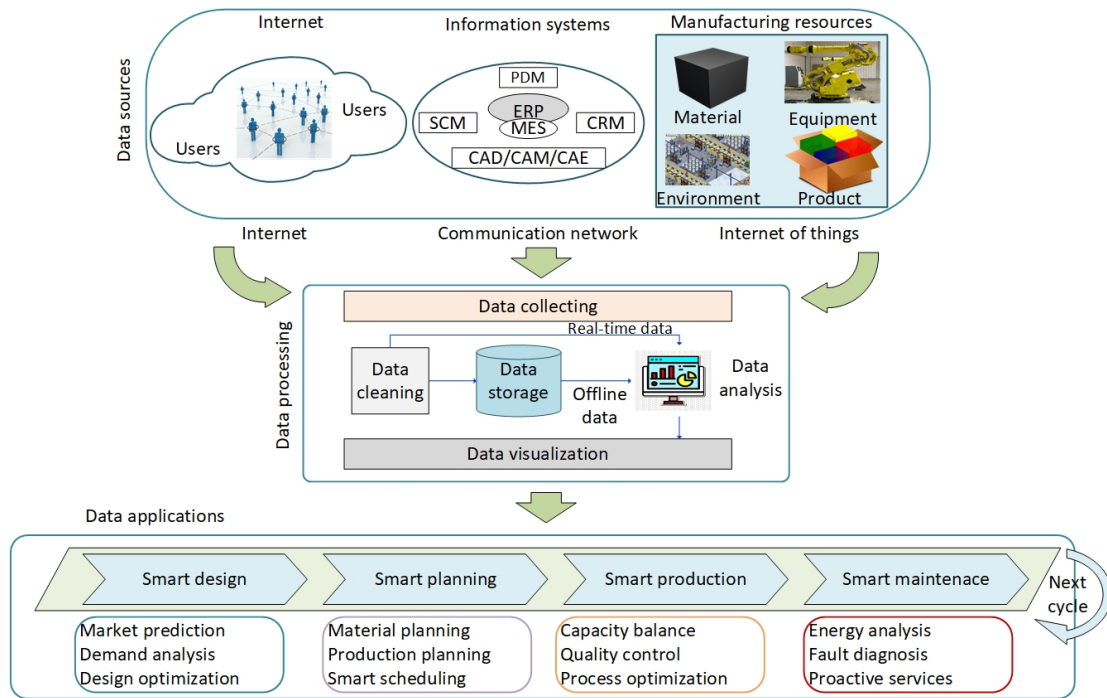 Internet
Information systems
Manufacturing resources
Data sources
Users
Users
PDM
ERP
MES
SCM
CRM
CAD/CAM/CAE
Material
Equipment
Environment
Product
Internet
Communication network
Internet of things
Data processing
Data collecting
Real-time data
Data
cleaning
Data
storage
Offline
data
Data
analysis
Data visualization
Data applications
Smart design
Smart planning
Smart production
Smart maintenace
Next
cycle
Market prediction
Demand analysis
Design optimization
Material planning
Production planning
Smart scheduling
Capacity balance
Quality control
Process optimization
Energy analysis
Fault diagnosis
Proactive services